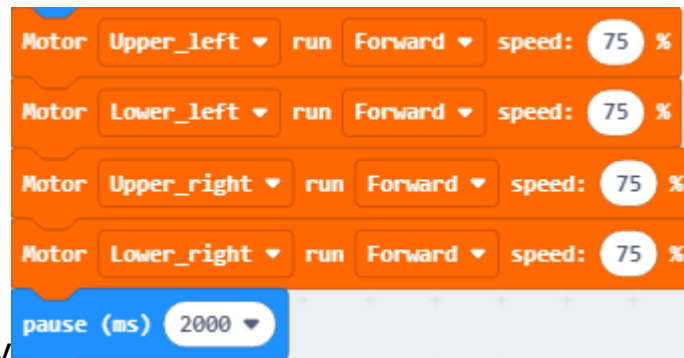 Motor Upper_left run Forward speed: 75 %
Motor Lower_left run Forward speed: 75 %
Motor Upper_right run Forward speed: 75 %
Motor Lower_right run Forward speed: 75 %
pause (ms) 2000